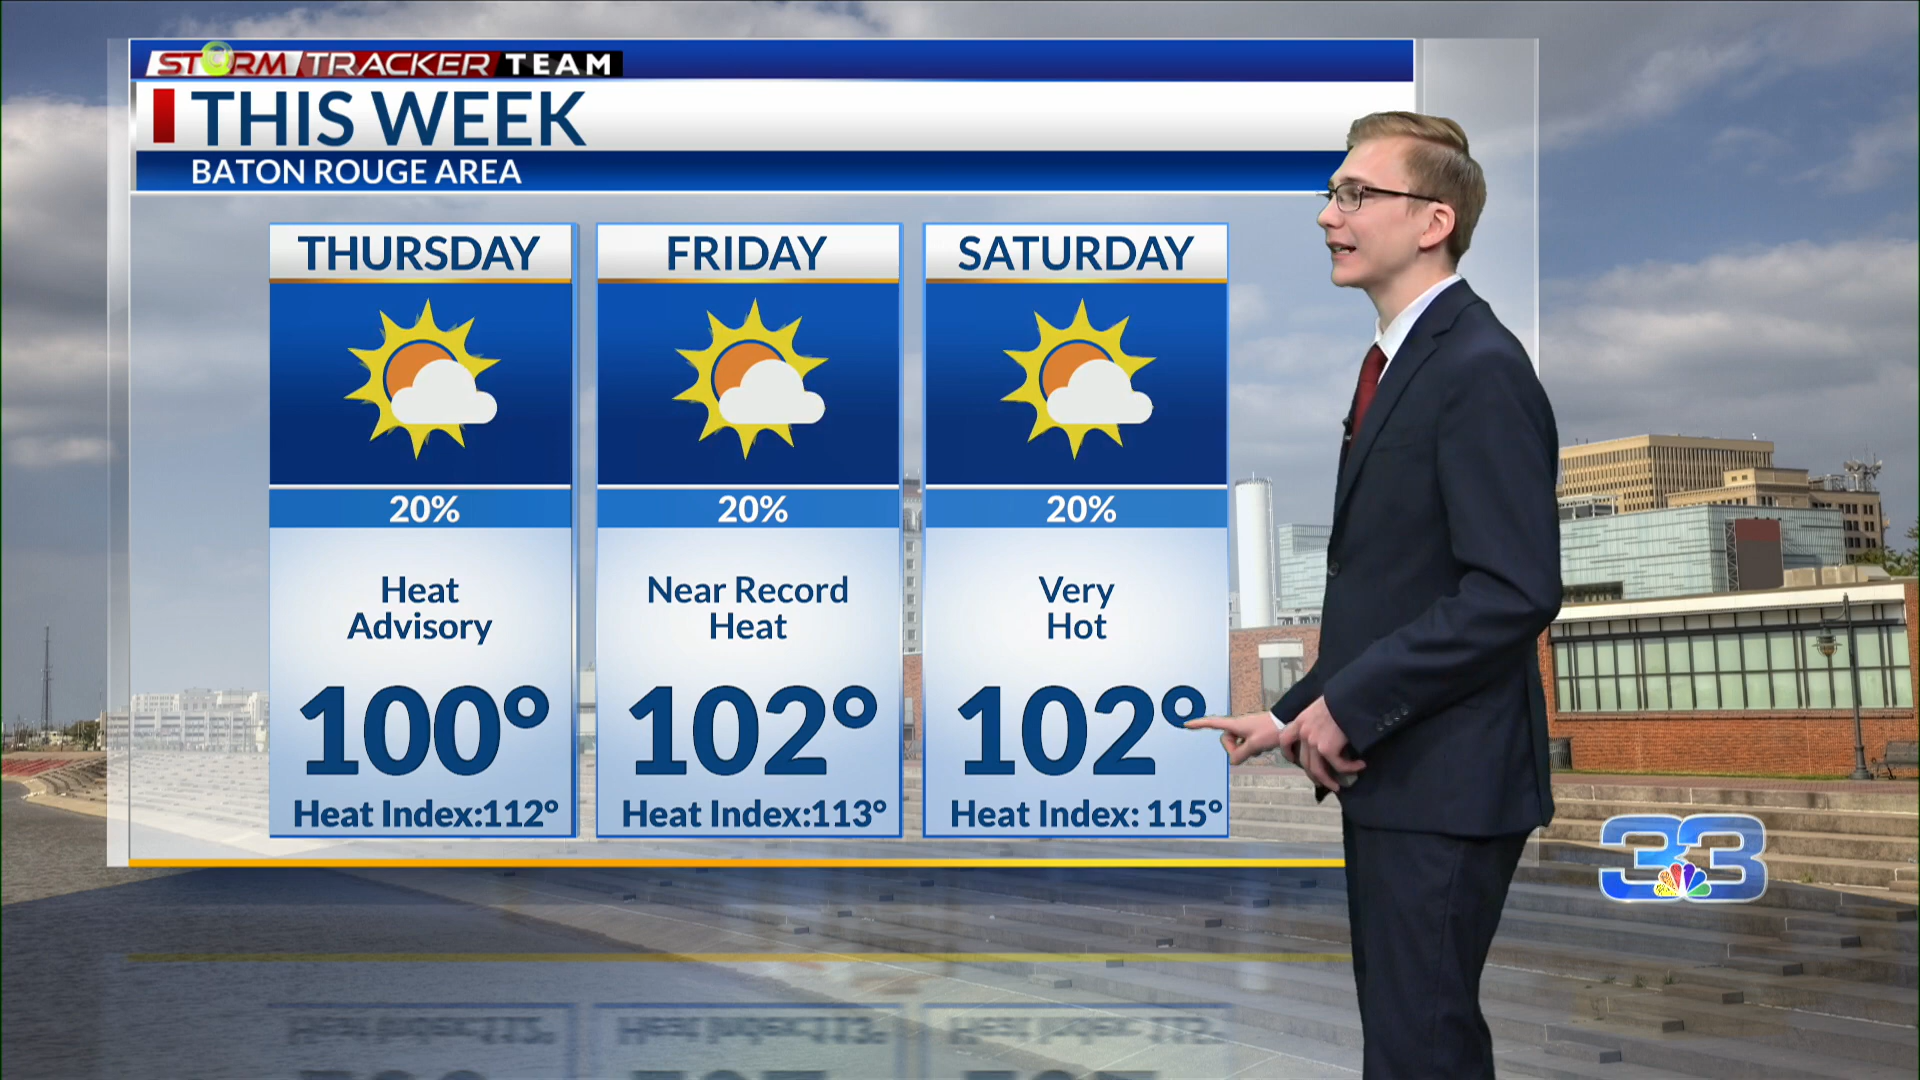 STORM TRACKER TEAM
THIS WEEK
BATON ROUGE AREA
THURSDAY
20%
Heat
Advisory
100°
Heat Index:112°
FRIDAY
20%
Near Record
Heat
102°
Heat Index:113°
SATURDAY
20%
Very
Hot
102°
Heat Index: 115°
33